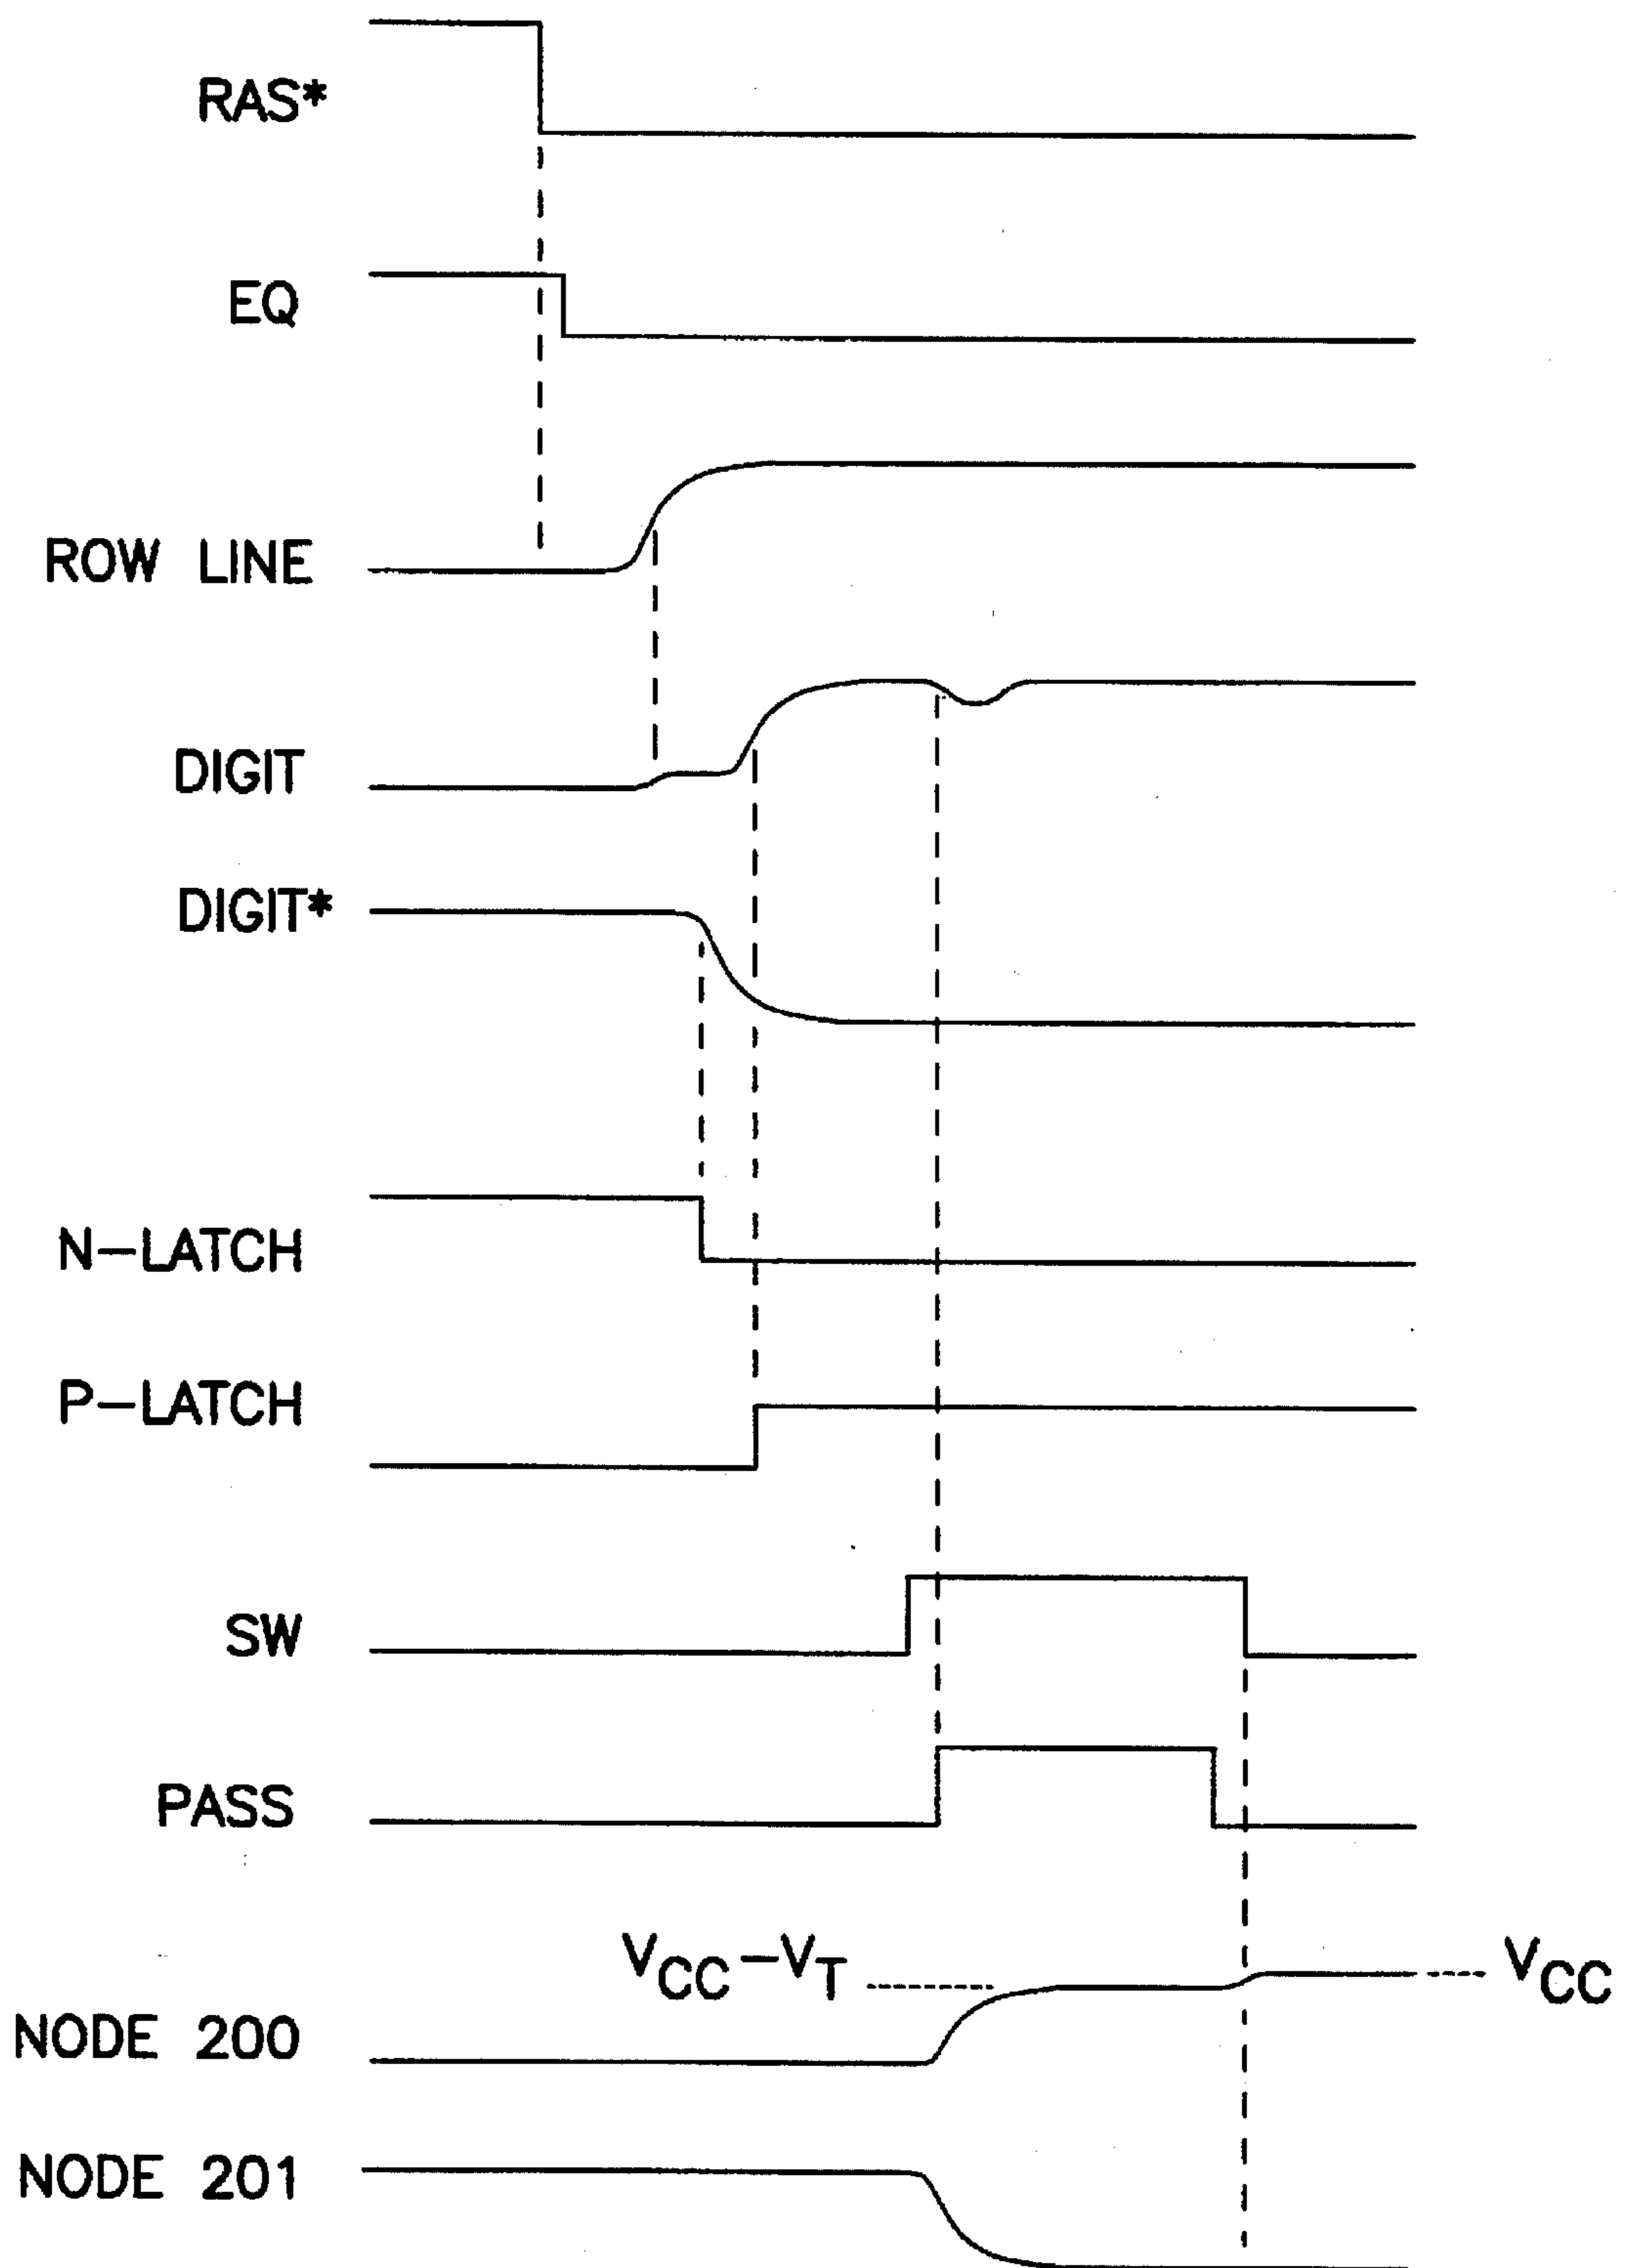 RAS*
EQ
ROW LINE
DIGIT
DIGIT*
N-LATCH
P-LATCH
SW
PASS
VCC-VT
VCC
NODE 200
NODE 201